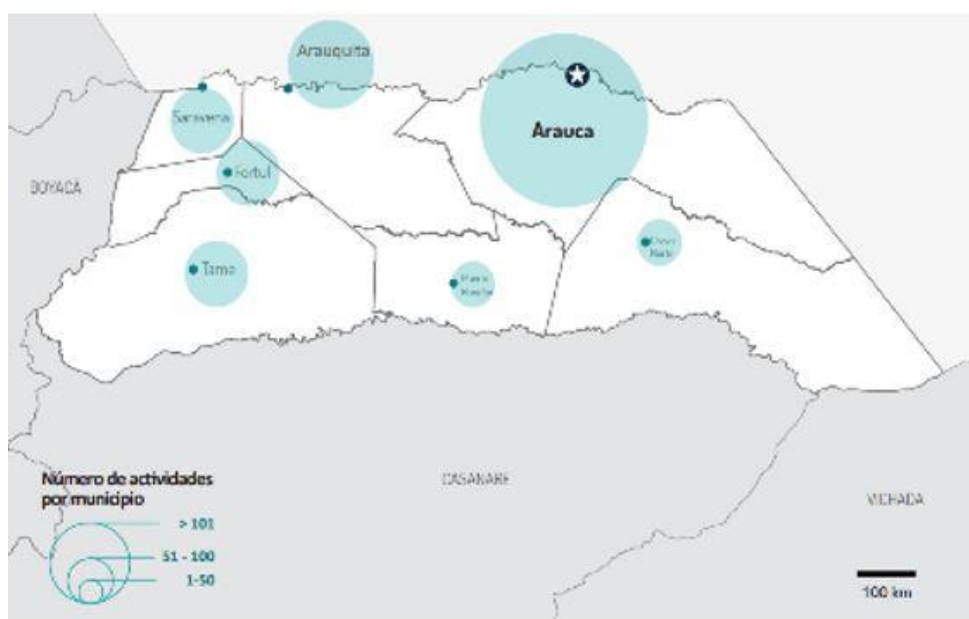 Arauquita
Saravena
Arauca
Fortul
BOYACÁ
Tame
CASANARE
VICHADA
Número de actividades
por municipio
> 101
51 - 100
1-50
100 km